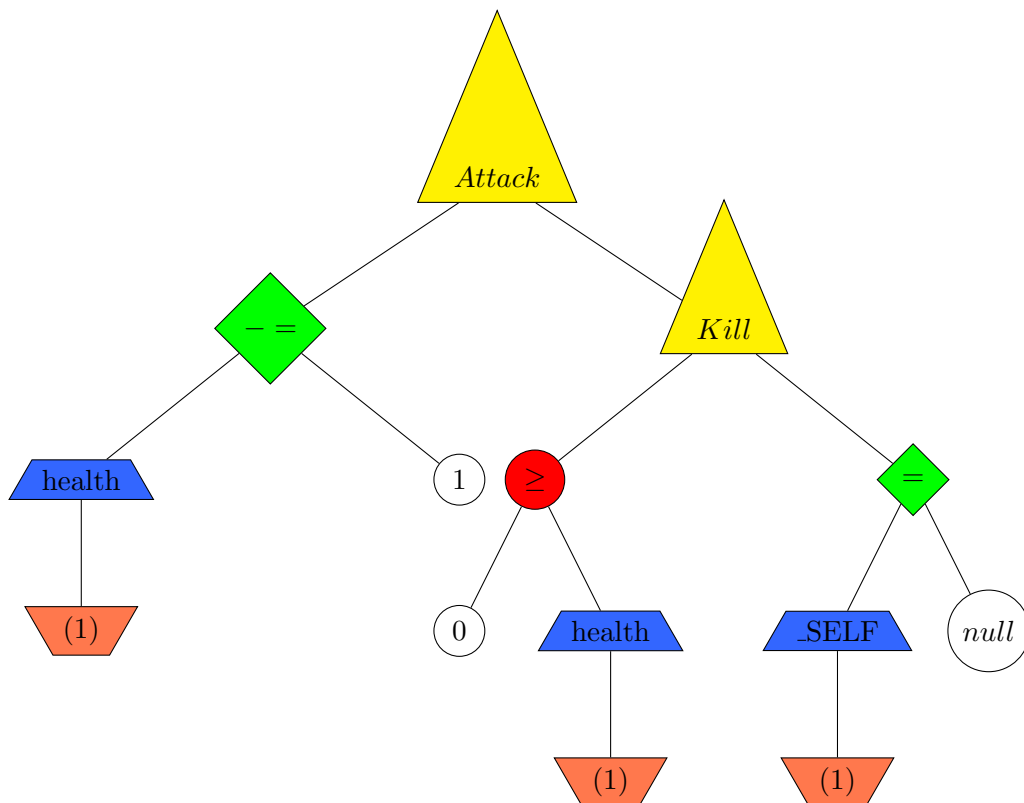 Attack
− =
Kill
health
1
≥
=
(1)
0
health
_SELF
null
(1)
(1)